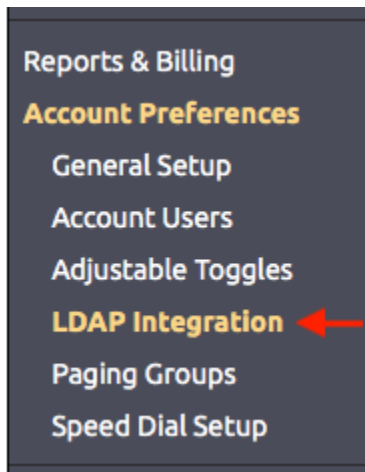 Reports & Billing
Account Preferences
General Setup
Account Users
Adjustable Toggles
LDAP Integration
Paging Groups
Speed Dial Setup